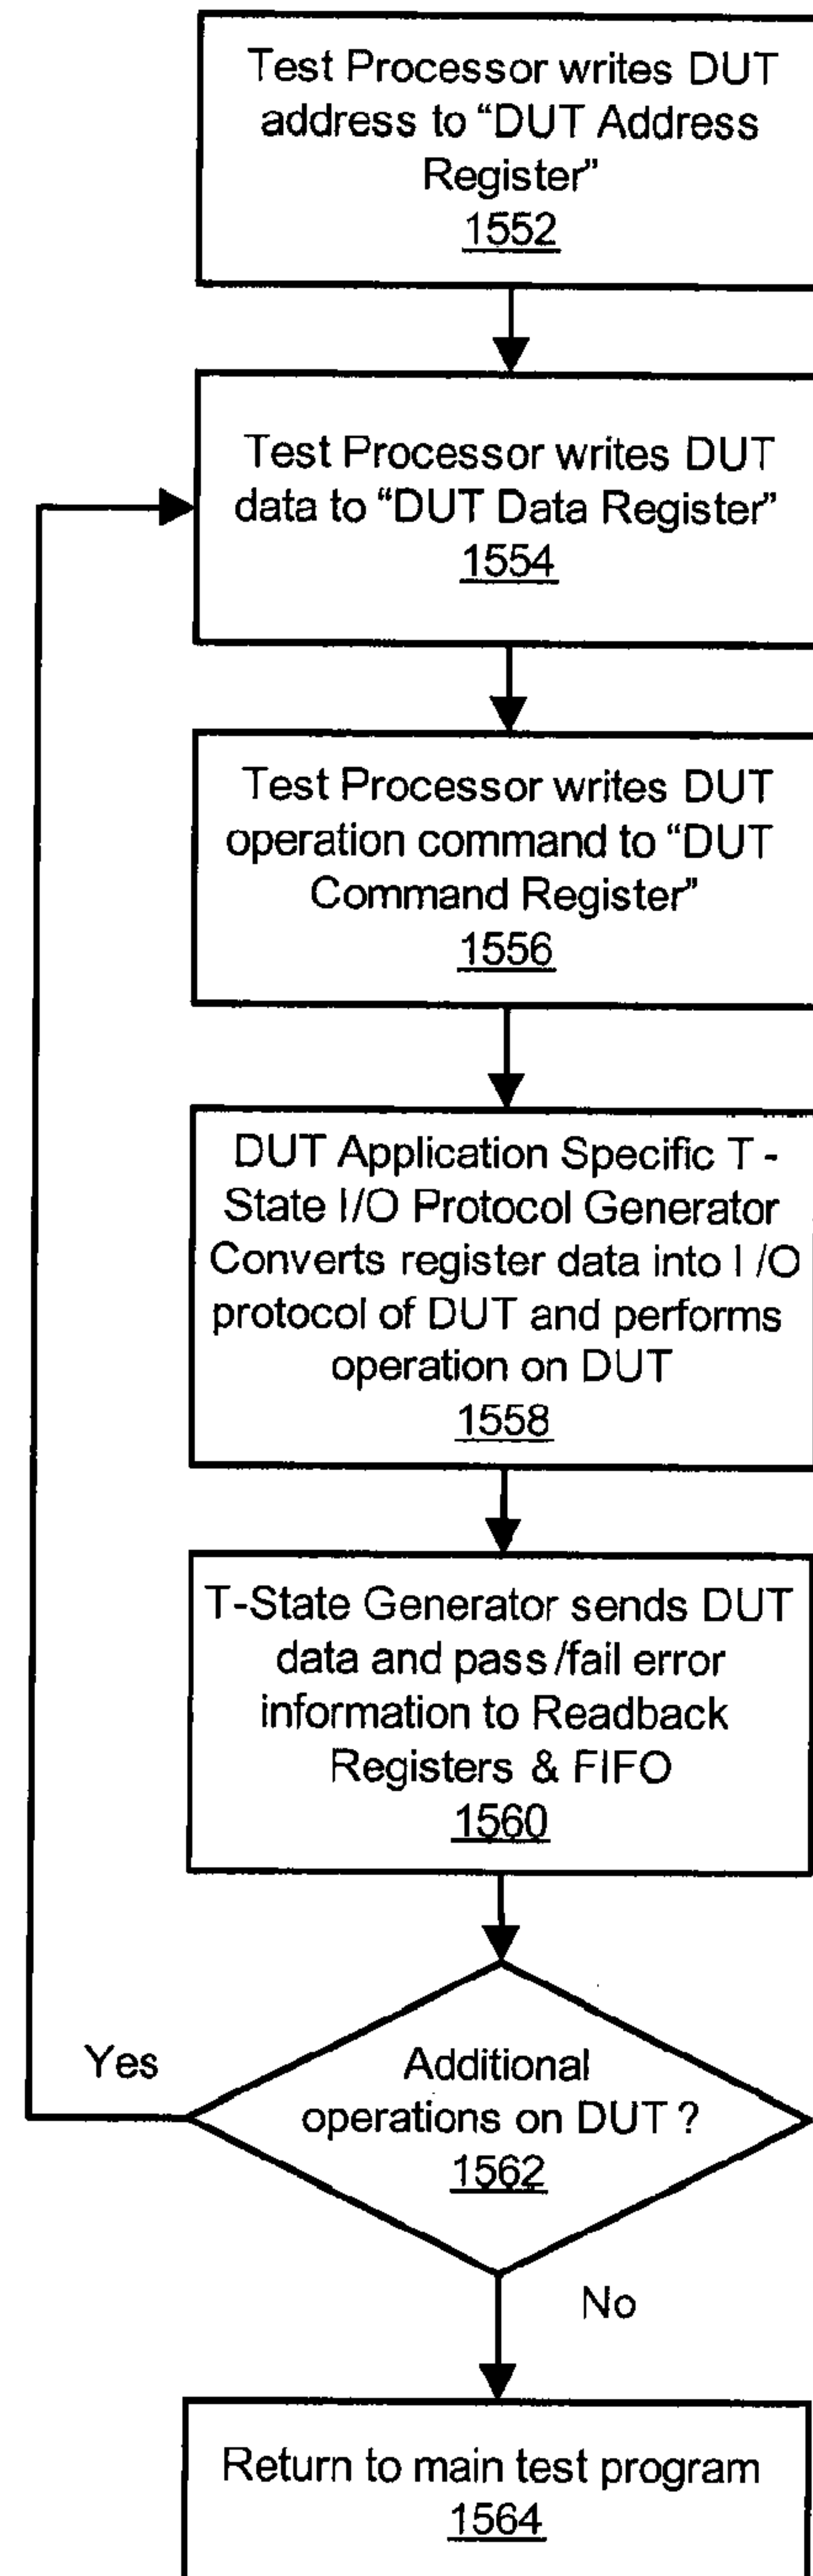 Test Processor writes DUT
address to “DUT Address
Register”
1552
Test Processor writes DUT
data to “DUT Data Register”
1554
Test Processor writes DUT
operation command to “DUT
Command Register”
1556
DUT Application Specific T -
State I/O Protocol Generator
Converts register data into I /O
protocol of DUT and performs
operation on DUT
1558
T-State Generator sends DUT
data and pass /fail error
information to Readback
Registers & FIFO
1560
Yes
Additional
operations on DUT ?
1562
No
Return to main test program
1564